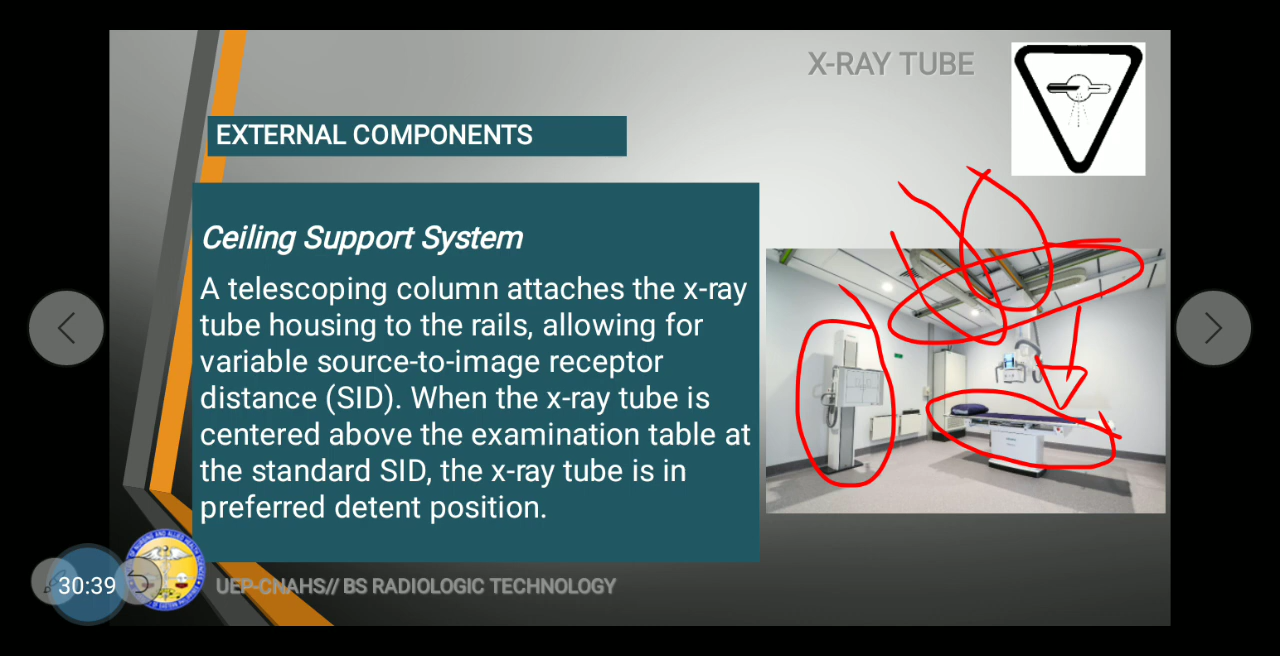 X-RAY TUBE
EXTERNAL COMPONENTS
Ceiling Support System
A telescoping column attaches the x-ray
tube housing to the rails, allowing for
variable source-to-image receptor
distance (SID). When the x-ray tube is
centered above the examination table at
the standard SID, the x-ray tube is in
preferred detent position.
30:39
UEP-CNAHS// BS RADIOLOGIC TECHNOLOGY